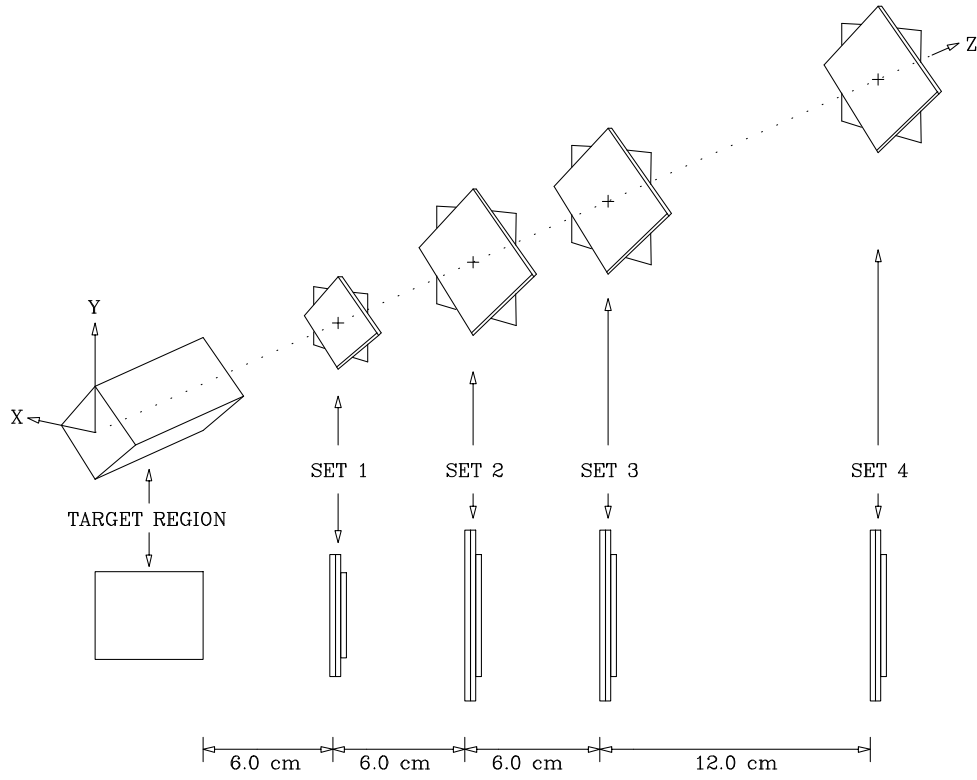 Z
Y
X
SET 1
SET 2
SET 3
SET 4
TARGET REGION
6.0 cm
6.0 cm
6.0 cm
12.0 cm